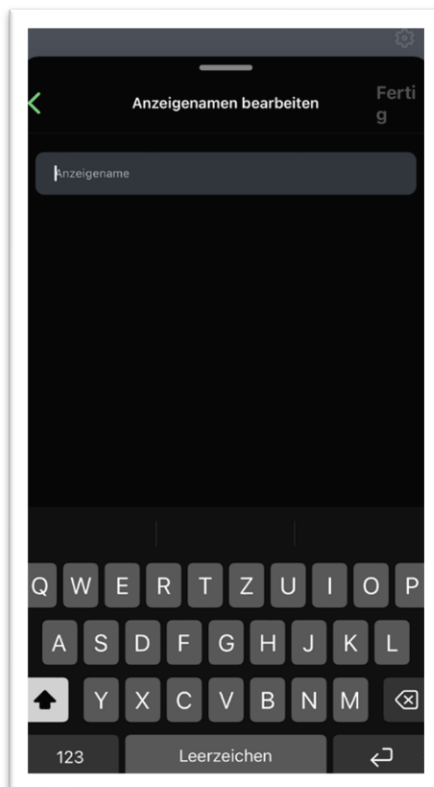 Anzeigenamen bearbeiten
Ferti
g
Anzeigename
Q W E R T Z U I O P
A S D F G H J K L
Y X C V B N M
123 Leerzeichen